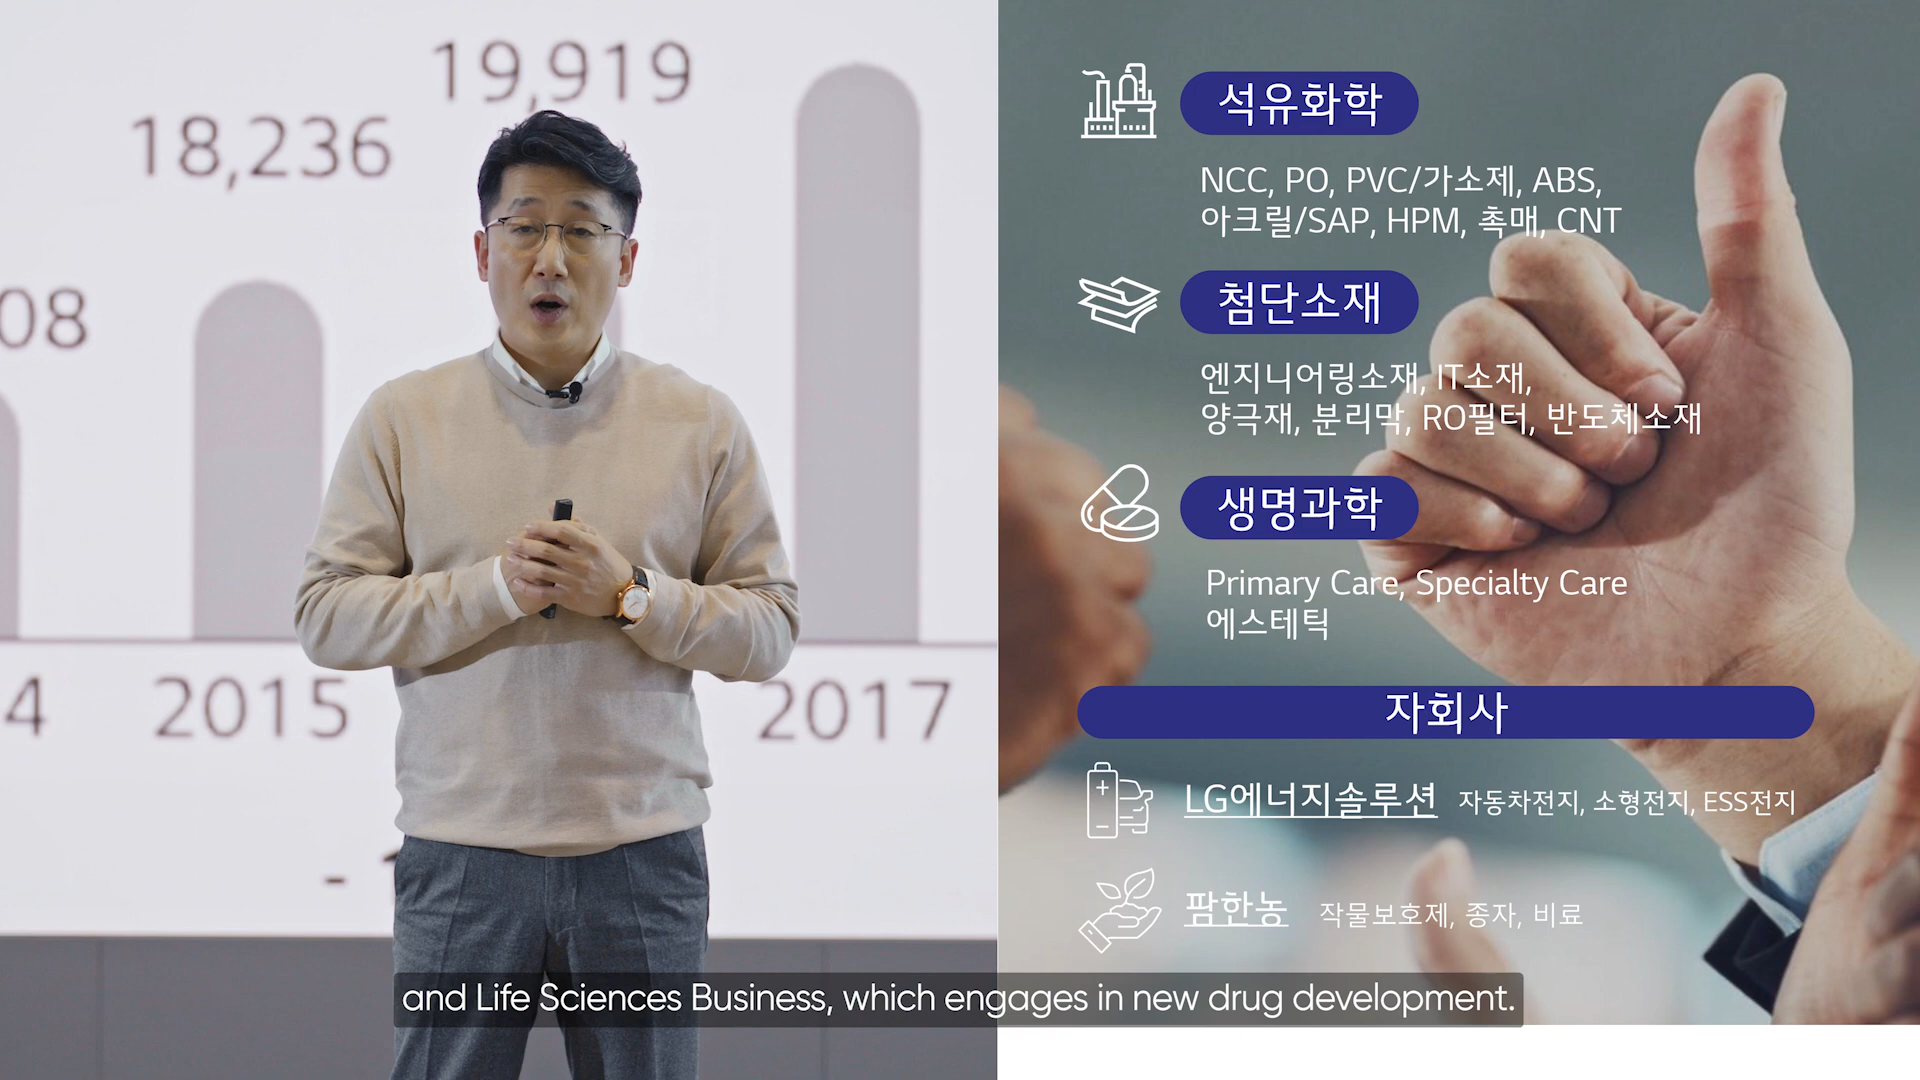 19,919
18,236
08
4
2015
2017
-
석유화학
NCC, PO, PVC/가소제, ABS,
아크릴/SAP, HPM, 촉매, CNT
첨단소재
엔지니어링소재, IT소재,
양극재, 분리막, RO필터, 반도체소재
생명과학
Primary Care, Specialty Care
에스테틱
자회사
LG에너지솔루션 자동차전지, 소형전지, ESS전지
팜한농 작물보호제, 종자, 비료
and Life Sciences Business, which engages in new drug development.